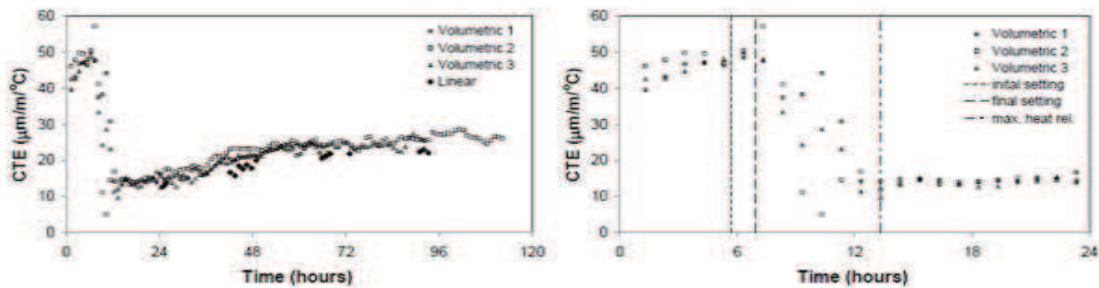 60
50
40
30
20
10
0
CTE (µm/m/°C)
Volumetric 1
Volumetric 2
Volumetric 3
Linear
0 24 48 72 96 120
Time (hours)
60
50
40
30
20
10
0
CTE (µm/m/°C)
Volumetric 1
Volumetric 2
Volumetric 3
inital setting
final setting
max. heat rel.
0 6 12 18 24
Time (hours)